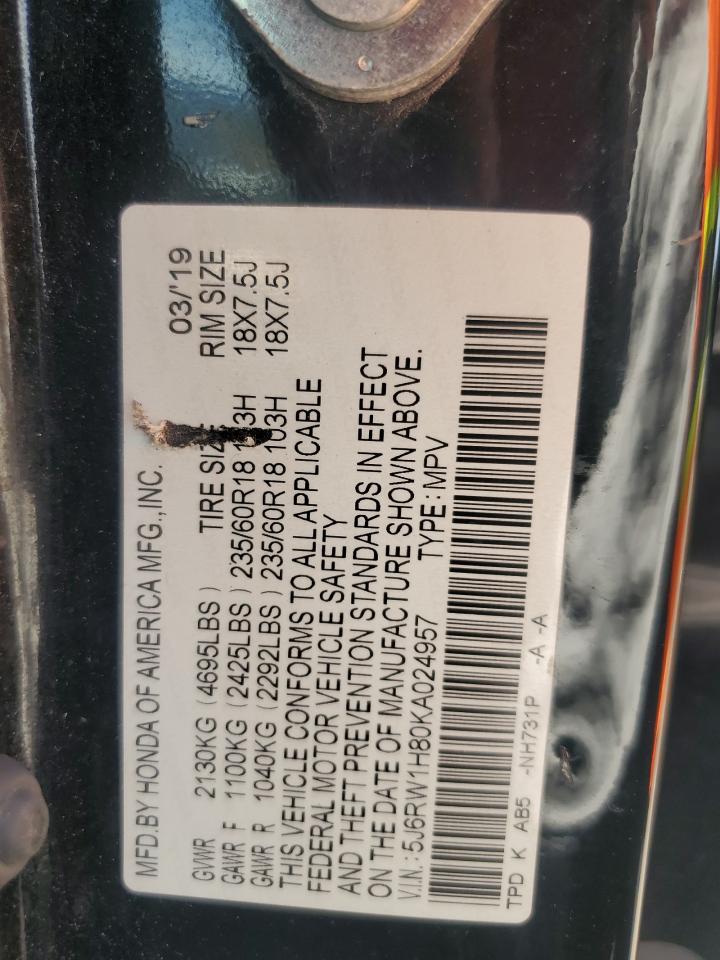 MFD.BY HONDA OF AMERICA MFG.,INC. 03/'19
GVWR 2130KG (4695LBS) TIRE SIZE RIM SIZE
GAWR F 1100KG (2425LBS) 235/60R18 103H 18X7.5J
GAWR R 1040KG (2292LBS) 235/60R18 103H 18X7.5J
THIS VEHICLE CONFORMS TO ALL APPLICABLE
FEDERAL MOTOR VEHICLE SAFETY
AND THEFT PREVENTION STANDARDS IN EFFECT
ON THE DATE OF MANUFACTURE SHOWN ABOVE.
V.I.N.: 5J6RW1H80KA024957 TYPE: MPV
TPD K AB5 -NH731P -A -A